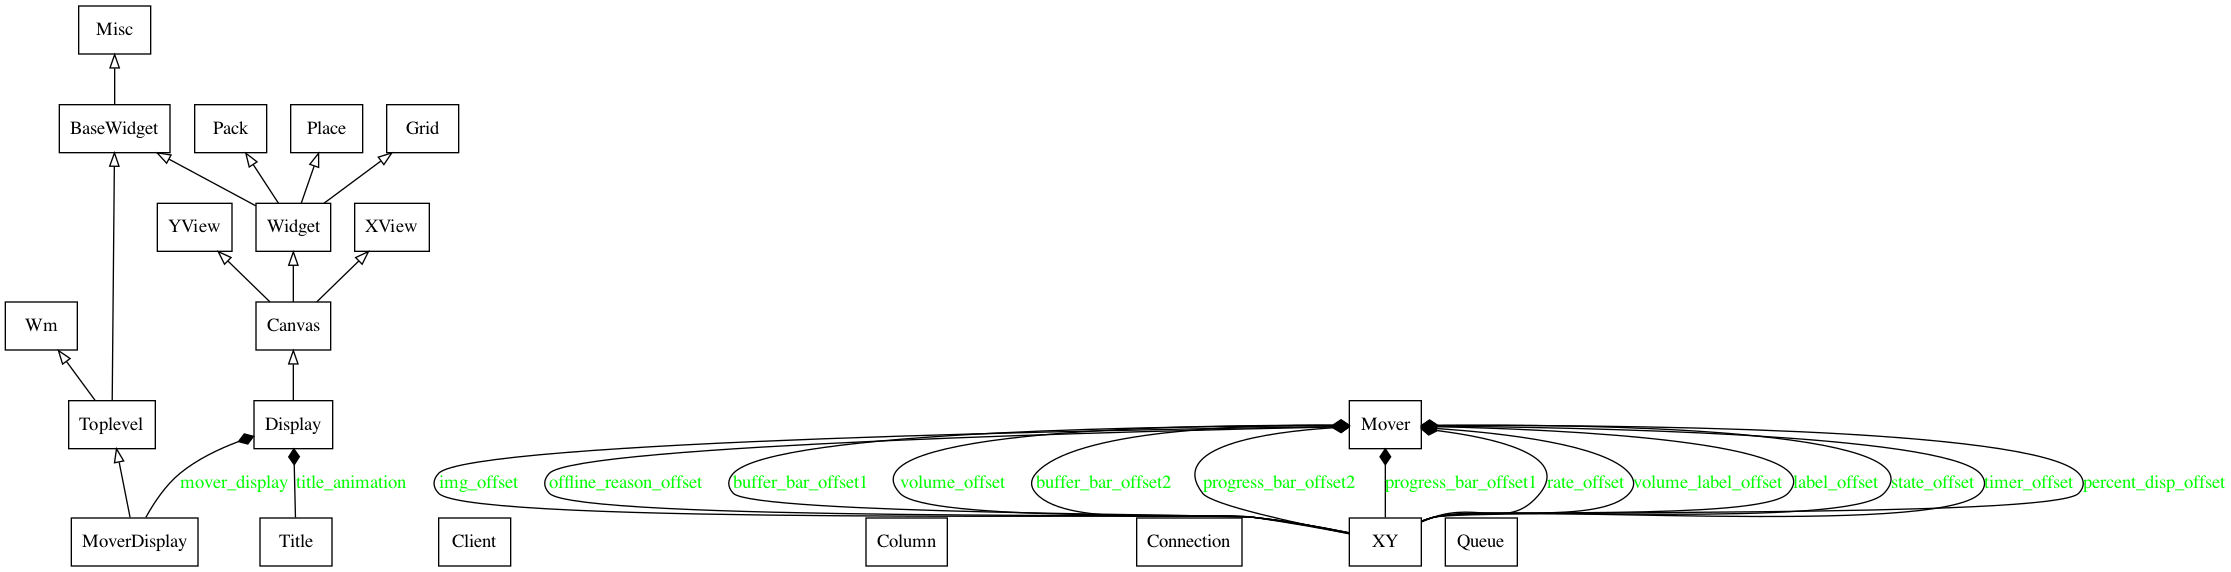 Misc
BaseWidget
Pack
Place
Grid
YView
Widget
XView
Wm
Canvas
Toplevel
Display
Mover
mover_display
title_animation
img_offset
offline_reason_offset
buffer_bar_offset1
volume_offset
buffer_bar_offset2
progress_bar_offset2
progress_bar_offset1
rate_offset
volume_label_offset
label_offset
state_offset
timer_offset
percent_disp_offset
MoverDisplay
Title
Client
Column
Connection
XY
Queue